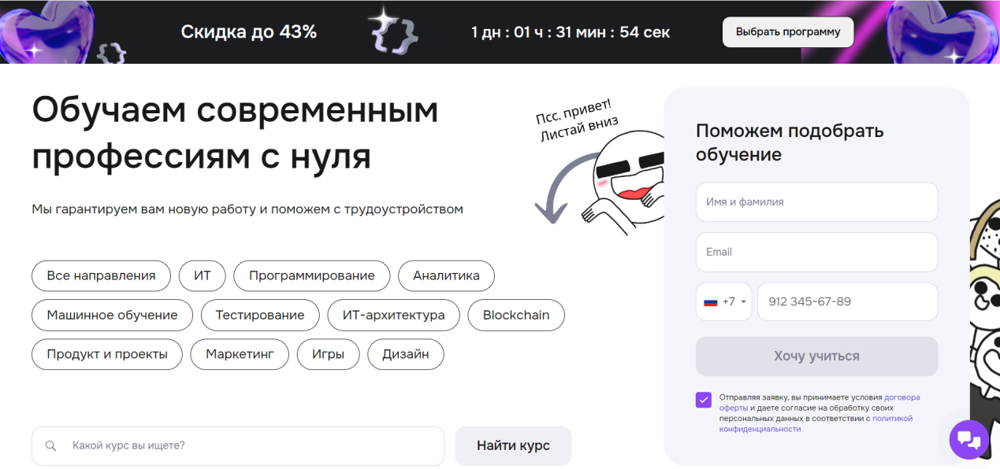 Скидка до 43%
1 дн : 01 ч : 31 мин : 54 сек
Выбрать программу
Обучаем современным
профессиям с нуля
Мы гарантируем вам новую работу и поможем с трудоустройством
Псс, привет!
Листай вниз
Все направления
ИТ
Программирование
Аналитика
Машинное обучение
Тестирование
ИТ-архитектура
Blockchain
Продукт и проекты
Маркетинг
Игры
Дизайн
Какой курс вы ищете?
Найти курс
Поможем подобрать
обучение
Имя и фамилия
Email
+7
912 345-67-89
Хочу учиться
Отправляя заявку, вы принимаете условия договора
оферты и даете согласие на обработку своих
персональных данных в соответствии с политикой
конфиденциальности